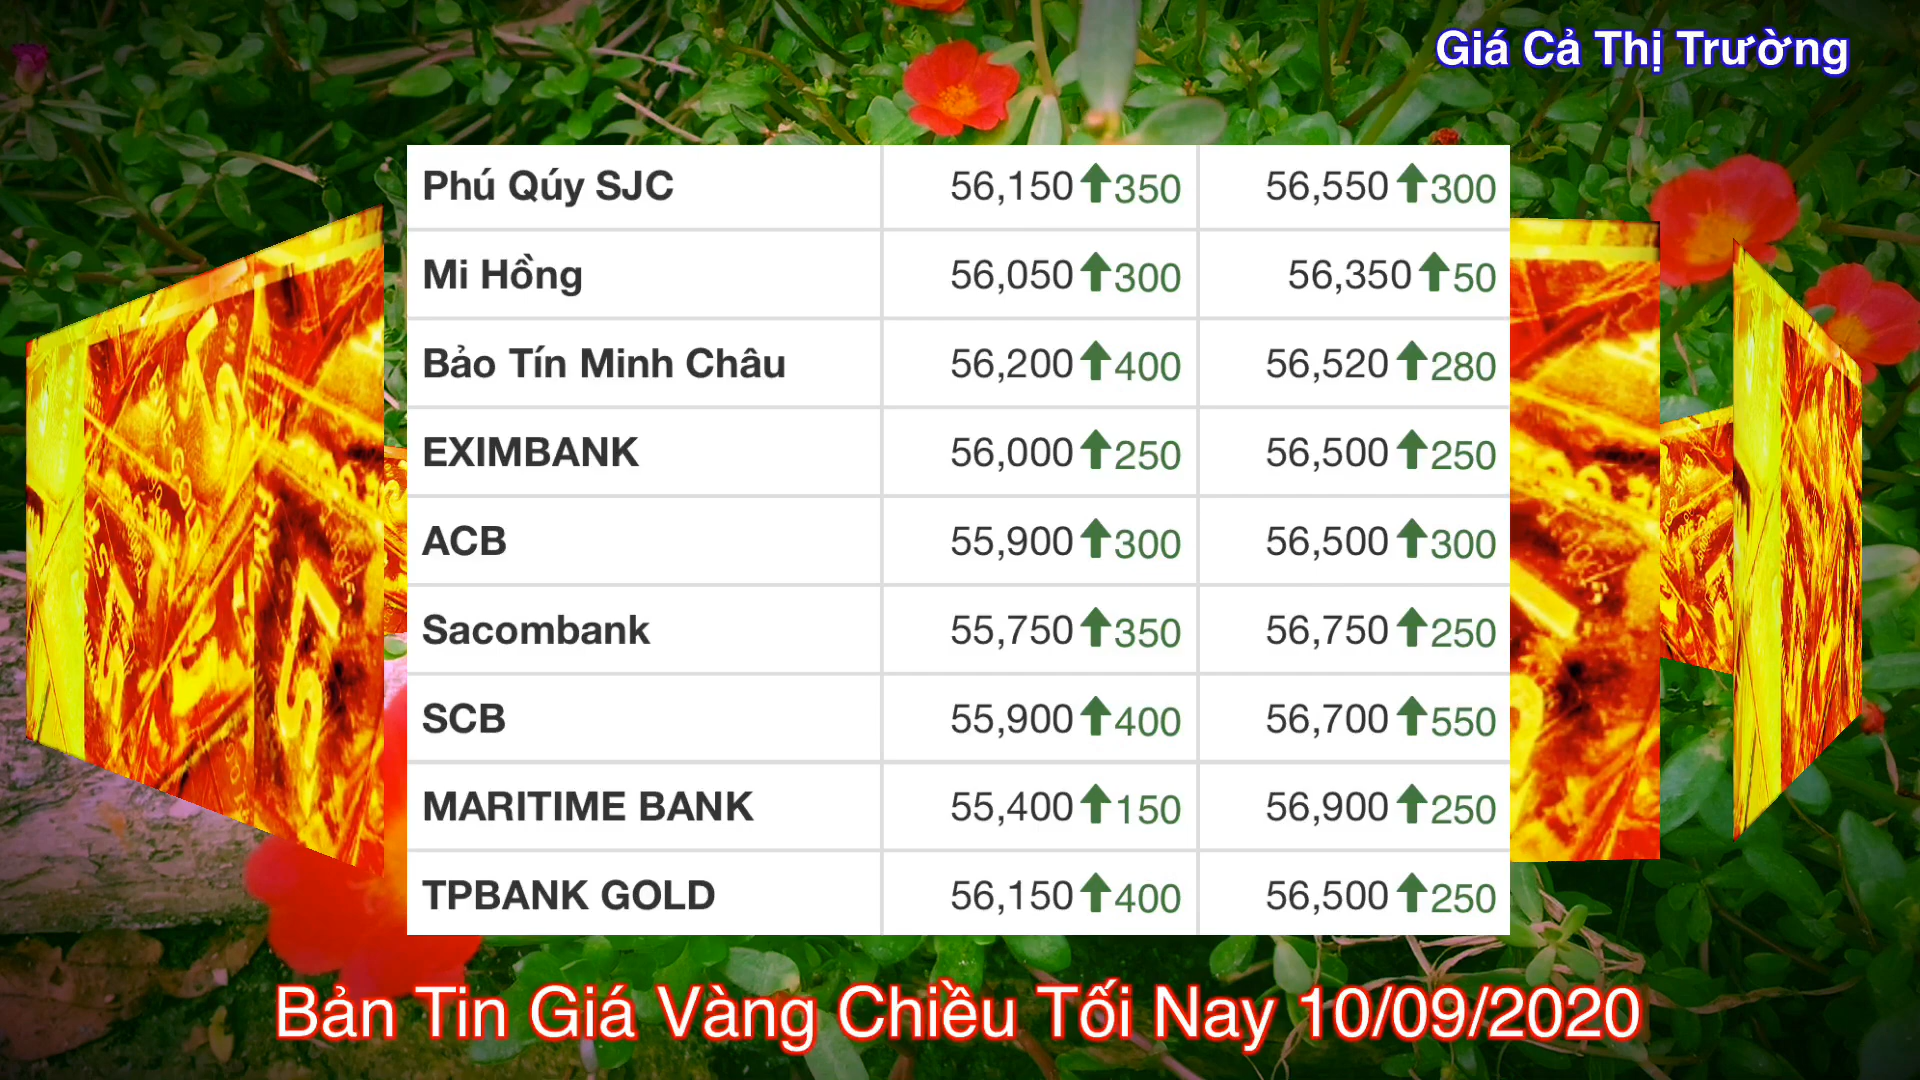 Giá Cả Thị Trường
Phú Qúy SJC 56,150 ⬆350 56,550 ⬆300
Mi Hồng 56,050 ⬆300 56,350 ⬆50
Bảo Tín Minh Châu 56,200 ⬆400 56,520 ⬆280
EXIMBANK 56,000 ⬆250 56,500 ⬆250
ACB 55,900 ⬆300 56,500 ⬆300
Sacombank 55,750 ⬆350 56,750 ⬆250
SCB 55,900 ⬆400 56,700 ⬆550
MARITIME BANK 55,400 ⬆150 56,900 ⬆250
TPBANK GOLD 56,150 ⬆400 56,500 ⬆250
Bản Tin Giá Vàng Chiều Tối Nay 10/09/2020